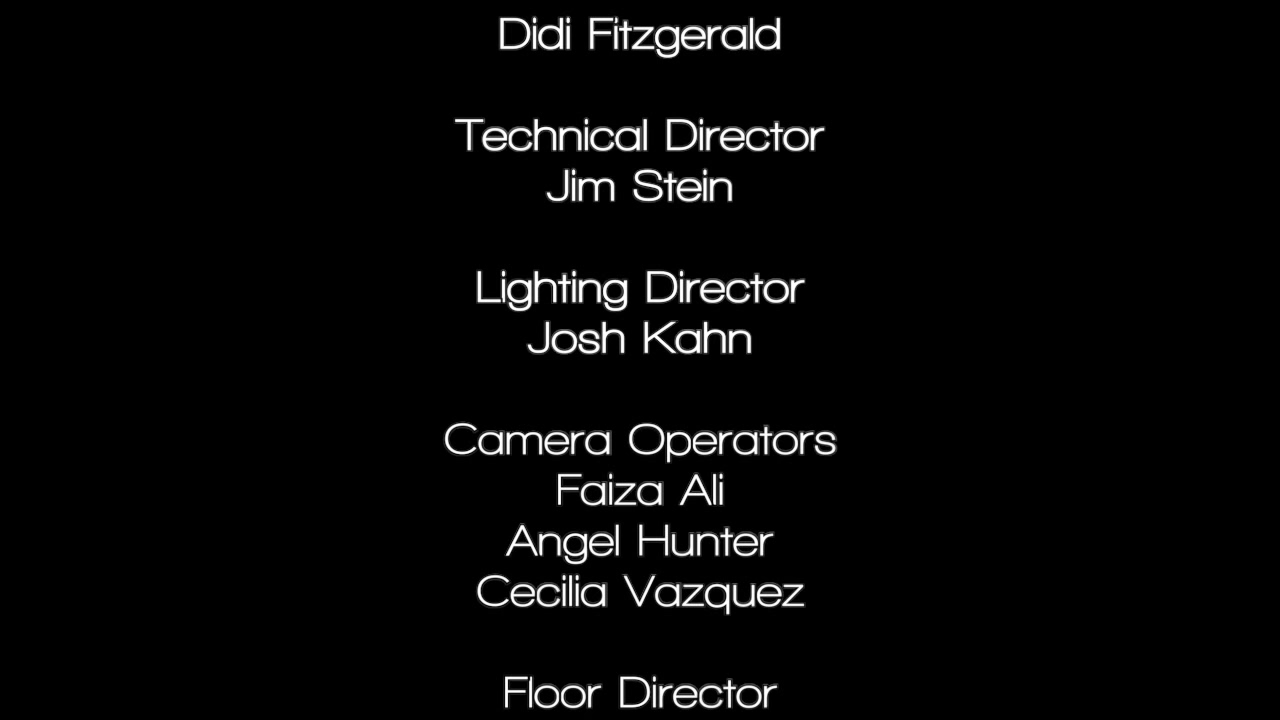 Didi Fitzgerald
Technical Director
Jim Stein
Lighting Director
Josh Kahn
Camera Operators
Faiza Ali
Angel Hunter
Cecilia Vazquez
Floor Director